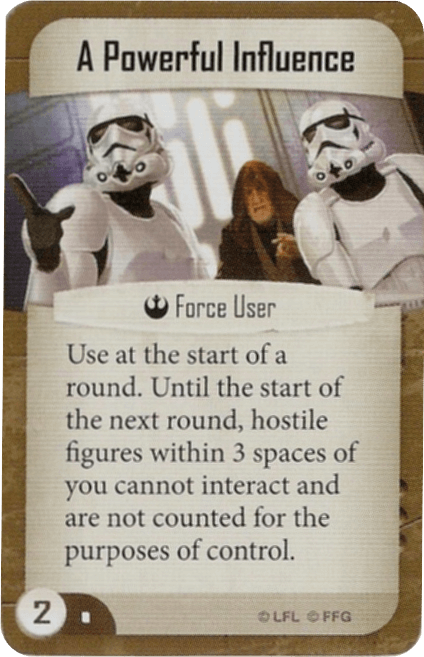 A Powerful Influence
Force User
Use at the start of a
round. Until the start of
the next round, hostile
figures within 3 spaces of
you cannot interact and
are not counted for the
purposes of control.
2
© LFL © FFG